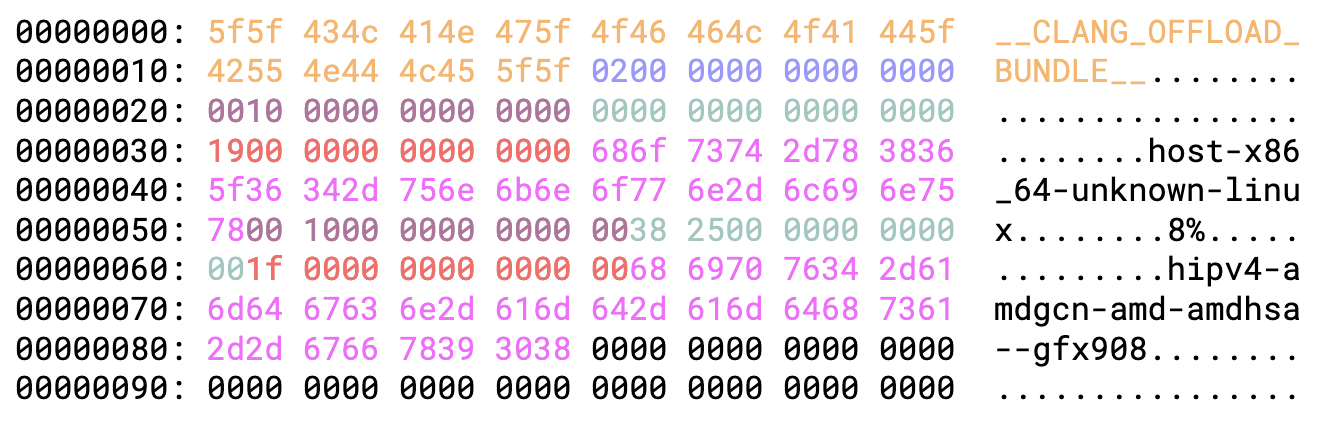 00000000: 5f5f 434c 414e 475f 4f46 464c 4f41 445f __CLANG_OFFLOAD_
00000010: 4255 4e44 4c45 5f5f 0200 0000 0000 0000 BUNDLE__........
00000020: 0010 0000 0000 0000 0000 0000 0000 0000 ................
00000030: 1900 0000 0000 0000 686f 7374 2d78 3836 ........host-x86
00000040: 5f36 342d 756e 6b6e 6f77 6e2d 6c69 6e75 _64-unknown-linu
00000050: 7800 1000 0000 0000 0038 2500 0000 0000 x........8%.....
00000060: 001f 0000 0000 0000 0068 6970 7634 2d61 .........hipv4-a
00000070: 6d64 6763 6e2d 616d 642d 616d 6468 7361 mdgcn-amd-amdhsa
00000080: 2d2d 6766 7839 3038 0000 0000 0000 0000 --gfx908........
00000090: 0000 0000 0000 0000 0000 0000 0000 0000 ................